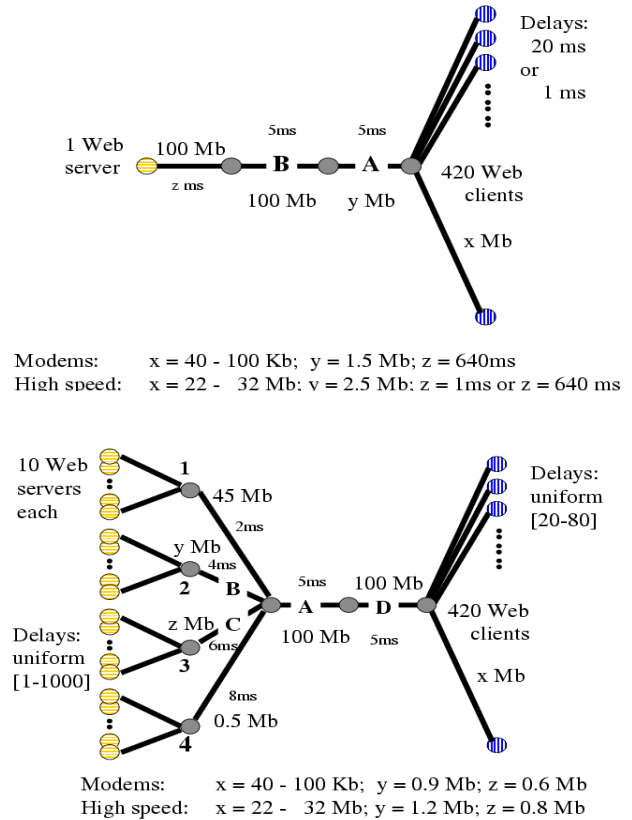 Delays:
20 ms
or
1 ms
5ms
5ms
1 Web
server
100 Mb
B
A
z ms
100 Mb
y Mb
420 Web
clients
x Mb
Modems: x = 40 - 100 Kb; y = 1.5 Mb; z = 640ms
High speed: x = 22 - 32 Mb; y = 2.5 Mb; z = 1ms or z = 640 ms
10 Web
servers
each
1
45 Mb
2ms
Delays:
uniform
[20-80]
y Mb
4ms
2
B
5ms
100 Mb
A
D
z Mb
C
100 Mb
5ms
420 Web
clients
Delays:
uniform
[1-1000]
3
6ms
x Mb
8ms
0.5 Mb
4
Modems: x = 40 - 100 Kb; y = 0.9 Mb; z = 0.6 Mb
High speed: x = 22 - 32 Mb; y = 1.2 Mb; z = 0.8 Mb